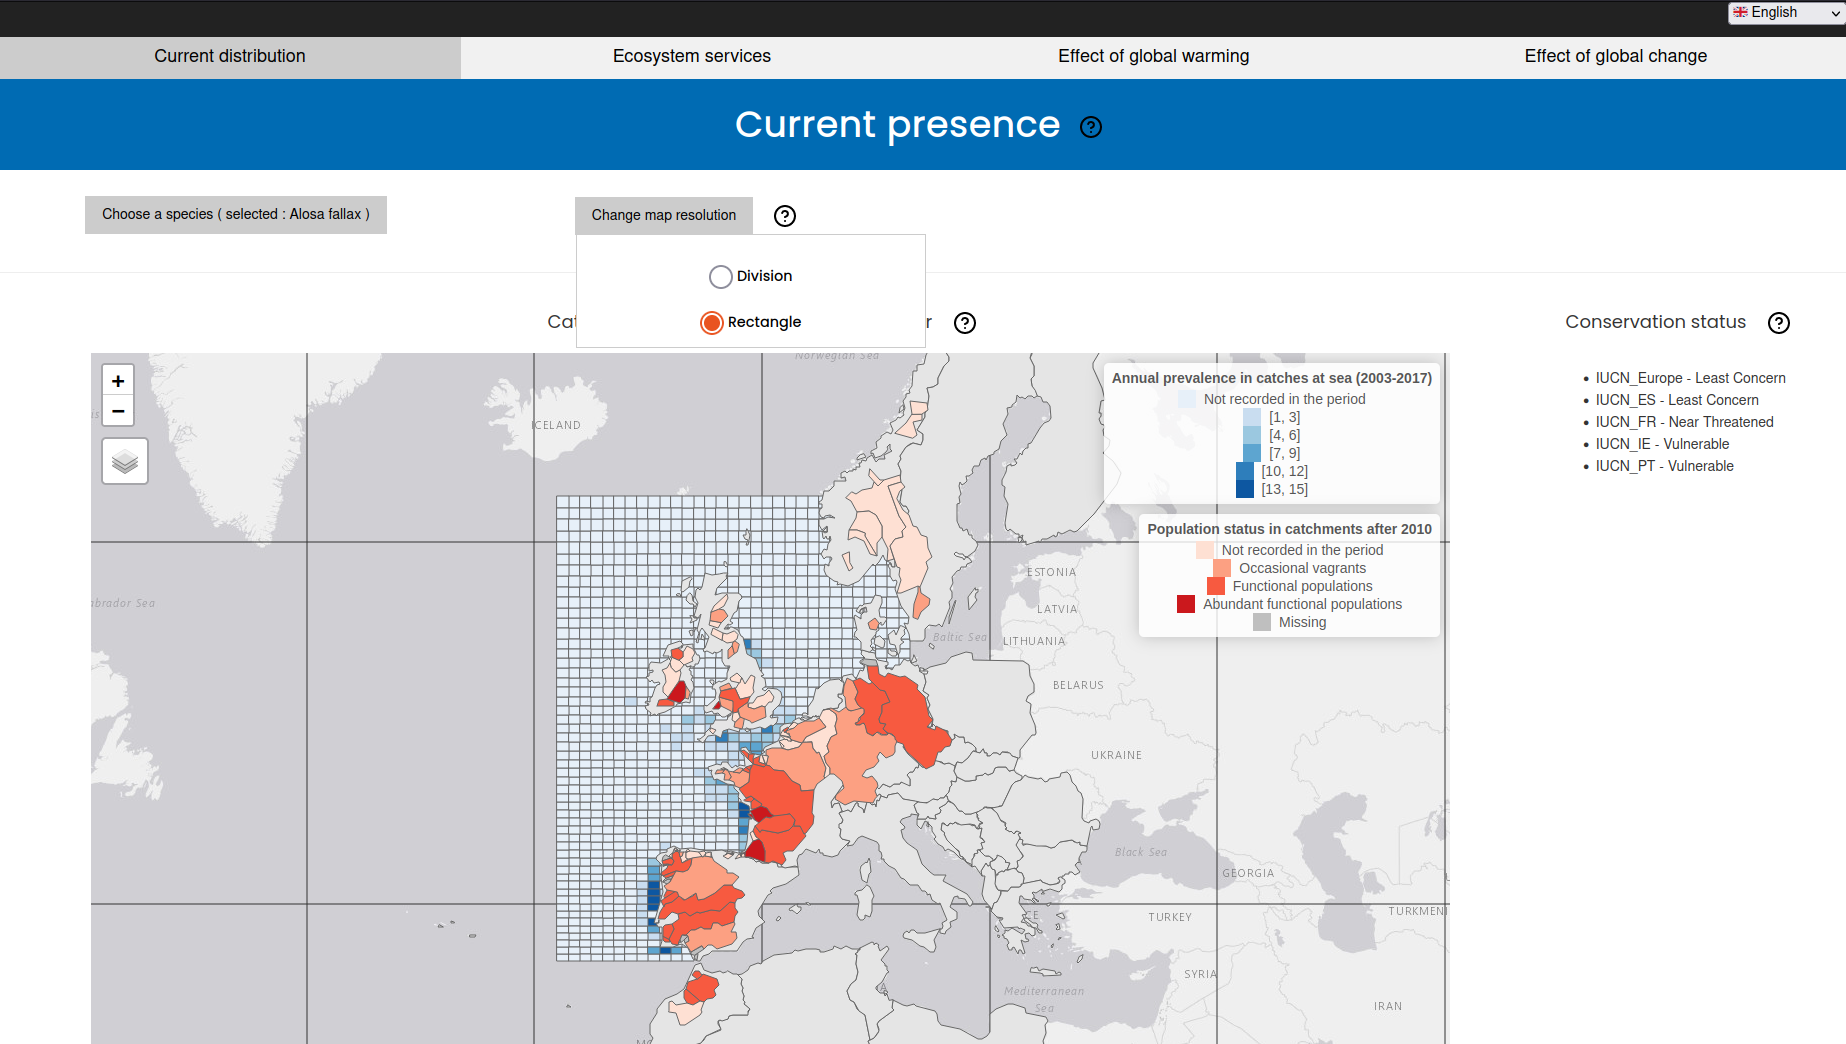 English
Current distribution
Ecosystem services
Effect of global warming
Effect of global change
Current presence
Choose a species ( selected : Alosa fallax )
Change map resolution
Division
Rectangle
Conservation status
IUCN_Europe - Least Concern
IUCN_ES - Least Concern
IUCN_FR - Near Threatened
IUCN_IE - Vulnerable
IUCN_PT - Vulnerable
+
−
Annual prevalence in catches at sea (2003-2017)
Not recorded in the period
[1, 3]
[4, 6]
[7, 9]
[10, 12]
[13, 15]
Population status in catchments after 2010
Not recorded in the period
Occasional vagrants
Functional populations
Abundant functional populations
Missing
Norwegian Sea
ICELAND
ESTONIA
abrador Sea
LATVIA
Baltic Sea
LITHUANIA
BELARUS
UKRAINE
Black Sea
GEORGIA
TURKMENI
TURKEY
SYRIA
Mediterranean
Sea
IRAN